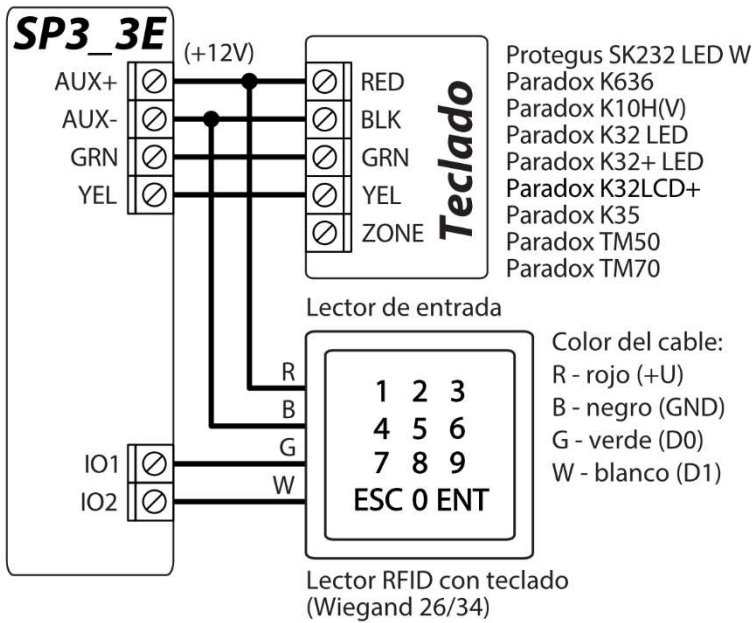 SP3_3E
(+12V)
AUX+
AUX-
GRN
YEL
RED
BLK
GRN
YEL
ZONE
Teclado
Protegus SK232 LED W
Paradox K636
Paradox K10H(V)
Paradox K32 LED
Paradox K32+ LED
Paradox K32LCD+
Paradox K35
Paradox TM50
Paradox TM70
Lector de entrada
R
B
G
W
IO1
IO2
1 2 3
4 5 6
7 8 9
ESC 0 ENT
Color del cable:
R - rojo (+U)
B - negro (GND)
G - verde (D0)
W - blanco (D1)
Lector RFID con teclado
(Wiegand 26/34)